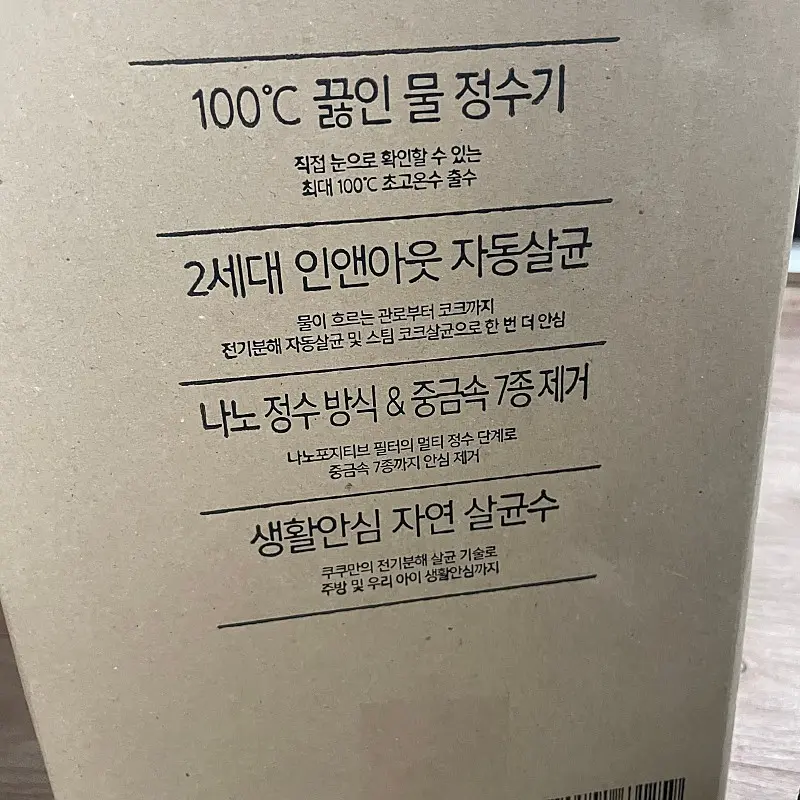 100℃ 끓인 물 정수기
직접 눈으로 확인할 수 있는
최대 100℃ 초고온수 출수
2세대 인앤아웃 자동살균
물이 흐르는 관로부터 코크까지
전기분해 자동살균 및 스팀 코크살균으로 한 번 더 안심
나노 정수 방식 & 중금속 7종 제거
나노포지티브 필터의 멀티 정수 단계로
중금속 7종까지 안심 제거
생활안심 자연 살균수
쿠쿠만의 전기분해 살균 기술로
주방 및 우리 아이 생활안심까지